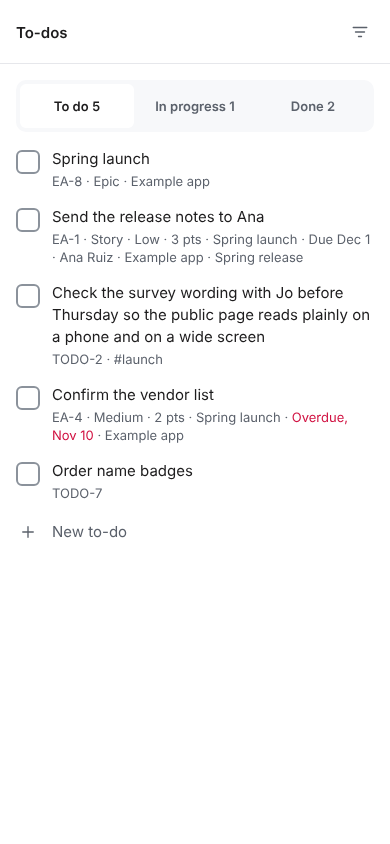 To-dos
To do 5
In progress 1
Done 2
Spring launch
EA-8 · Epic · Example app
Send the release notes to Ana
EA-1 · Story · Low · 3 pts · Spring launch · Due Dec 1
· Ana Ruiz · Example app · Spring release
Check the survey wording with Jo before
Thursday so the public page reads plainly on
a phone and on a wide screen
TODO-2 · #launch
Confirm the vendor list
EA-4 · Medium · 2 pts · Spring launch · Overdue,
Nov 10 · Example app
Order name badges
TODO-7
New to-do